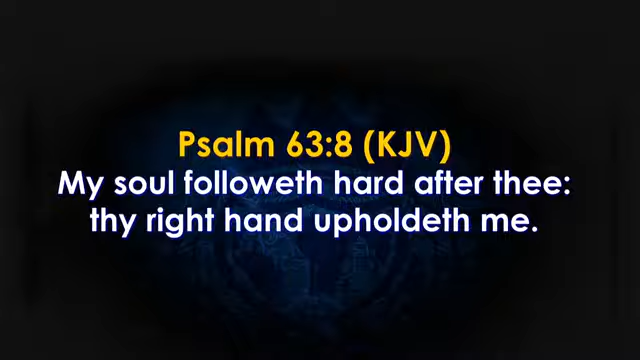 Psalm 63:8 (KJV)
My soul followeth hard after thee:
thy right hand upholdeth me.